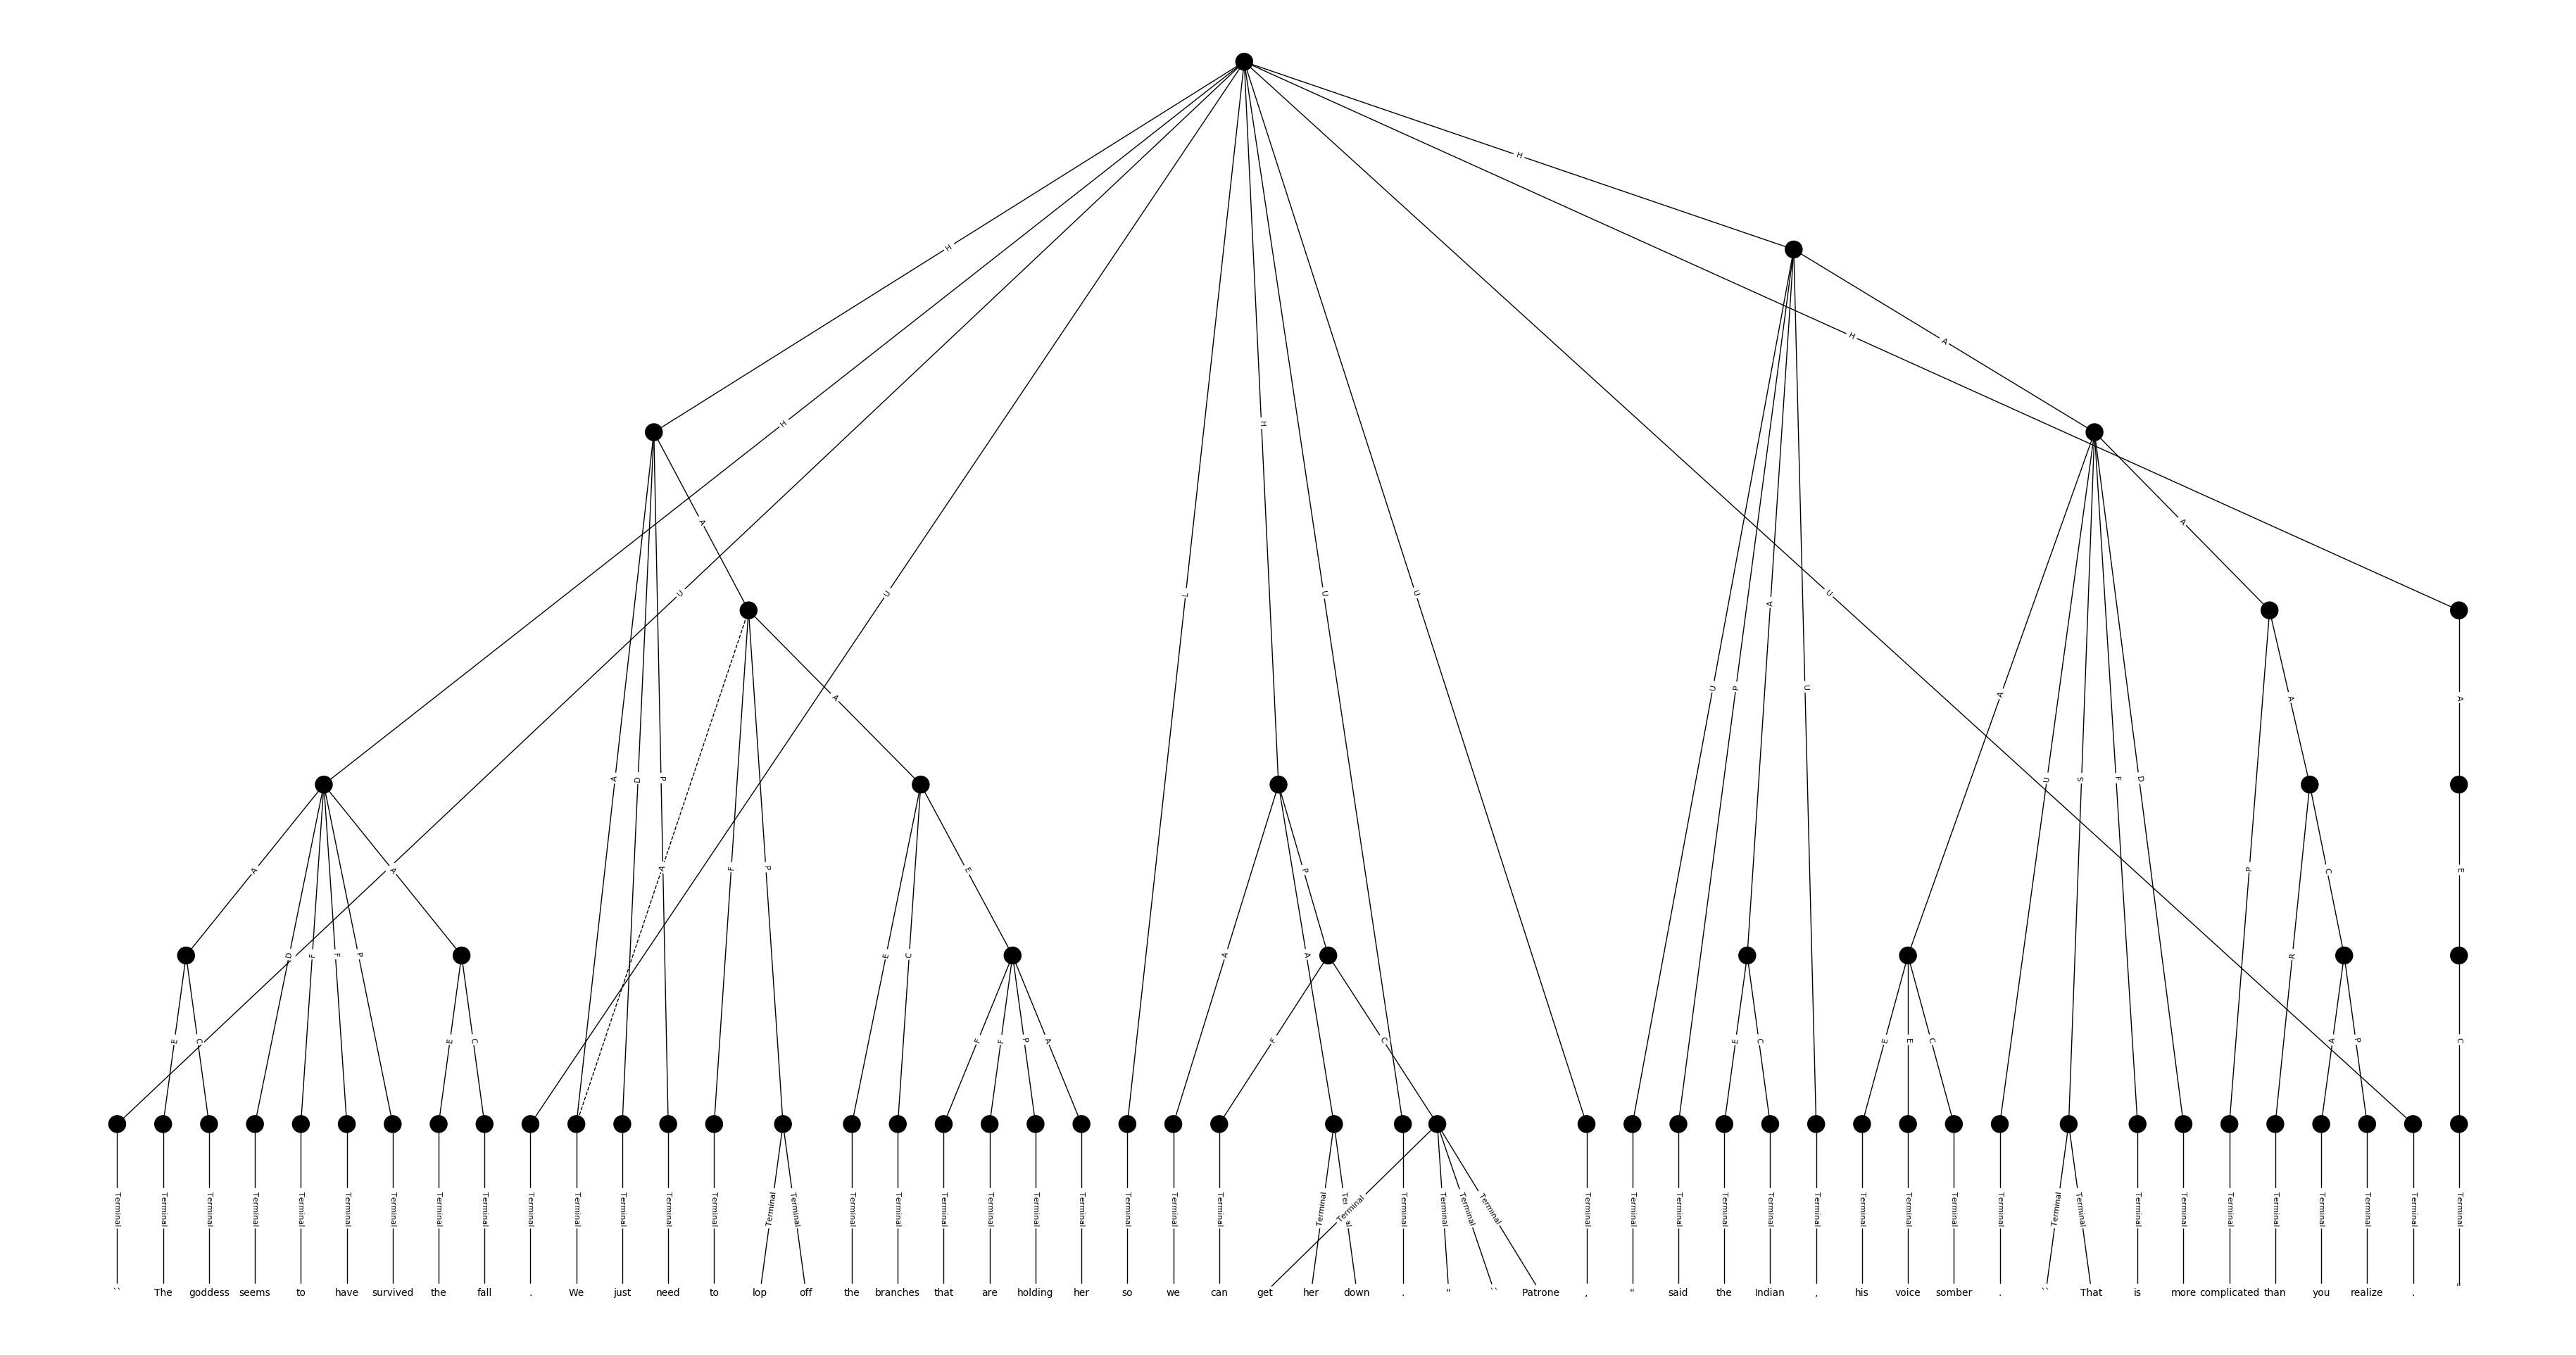 H
H
H
A
H
U
H
A
A
U
L
U
U
U
A
A
U
P
A
U
A
A
A
D
P
U
S
F
D
A
A
F
P
A
P
P
C
E
E
D
F
F
P
E
C
A
A
R
E
C
E
C
F
F
P
A
F
C
E
C
E
E
C
A
P
C
Terminal Terminal Terminal Terminal Terminal Terminal Terminal Terminal Terminal Terminal Terminal Terminal Terminal Terminal Terminal Terminal Terminal Terminal Terminal Terminal Terminal Terminal Terminal Terminal Terminal Terminal Terminal Terminal Terminal Terminal Terminal Terminal Terminal Terminal Terminal Terminal Terminal Terminal Terminal Terminal Terminal Terminal Terminal Terminal Terminal Terminal Terminal Terminal Terminal Terminal Terminal
`` The goddess seems to have survived the fall . We just need to lop off the branches that are holding her so we can get her down . " `` Patrone , " said the Indian , his voice somber . `` That is more complicated than you realize . "